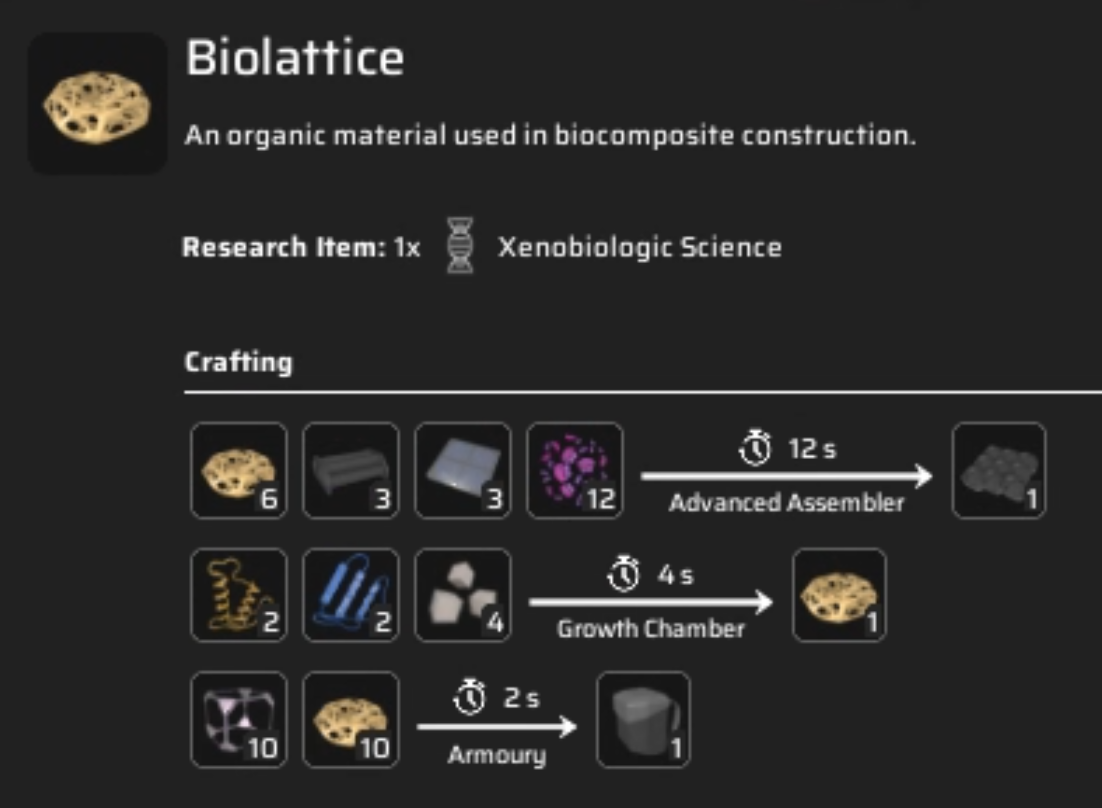 Biolattice
An organic material used in biocomposite construction.
Research Item: 1x Xenobiologic Science
Crafting
12 s
6 3 3 12 Advanced Assembler 1
4 s
2 2 4 Growth Chamber 1
2 s
10 10 Armoury 1